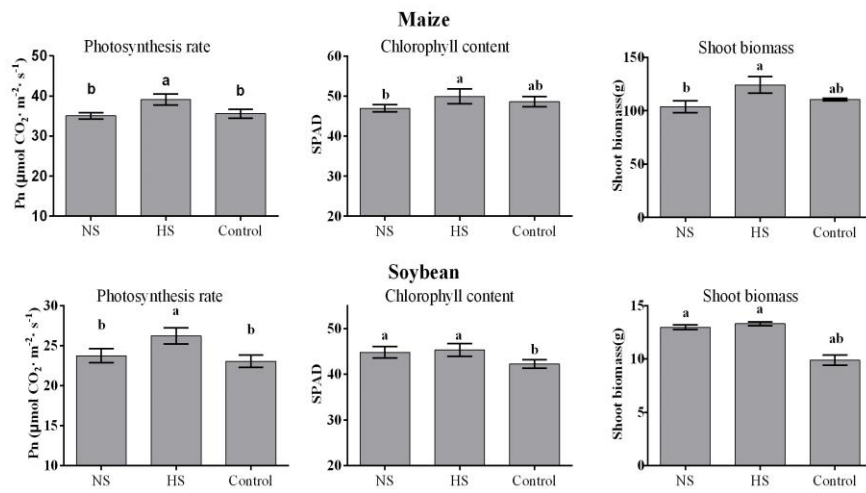 Maize
Photosynthesis rate
Pn (μmol CO₂· m⁻²· s⁻¹)
50
40
30
20
10
b
a
b
NS
HS
Control
Chlorophyll content
SPAD
60
50
40
30
20
b
a
ab
NS
HS
Control
Shoot biomass
Shoot biomass(g)
150
100
50
0
b
a
ab
NS
HS
Control
Soybean
Photosynthesis rate
Pn (μmol CO₂· m⁻²· s⁻¹)
30
25
20
15
10
b
a
b
NS
HS
Control
Chlorophyll content
SPAD
50
40
30
20
a
a
b
NS
HS
Control
Shoot biomass
Shoot biomass(g)
15
10
5
0
a
a
ab
NS
HS
Control